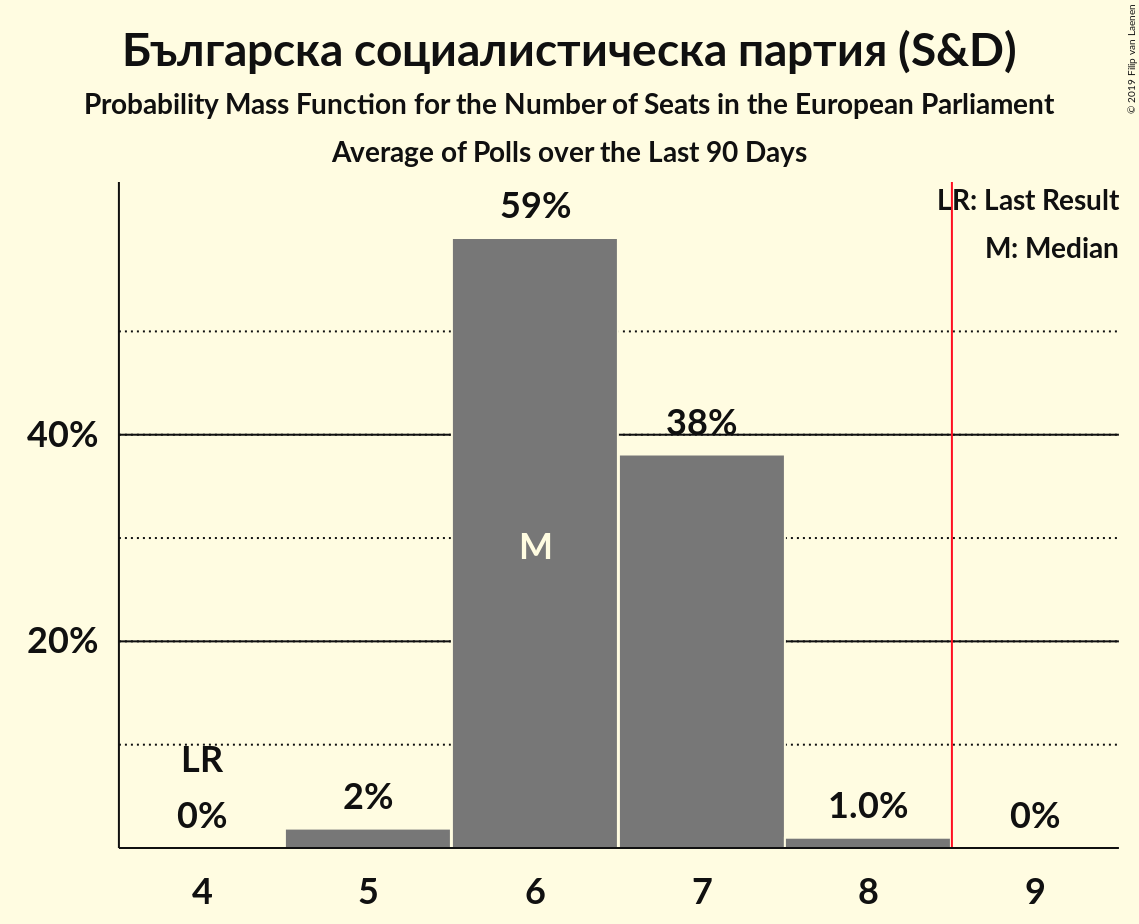 Българска социалистическа партия (S&D)
Probability Mass Function for the Number of Seats in the European Parliament
Average of Polls over the Last 90 Days
© 2019 Filip van Laenen
LR: Last Result
M: Median
59%
38%
40%
M
20%
LR
0%
2%
1.0%
0%
4 5 6 7 8 9